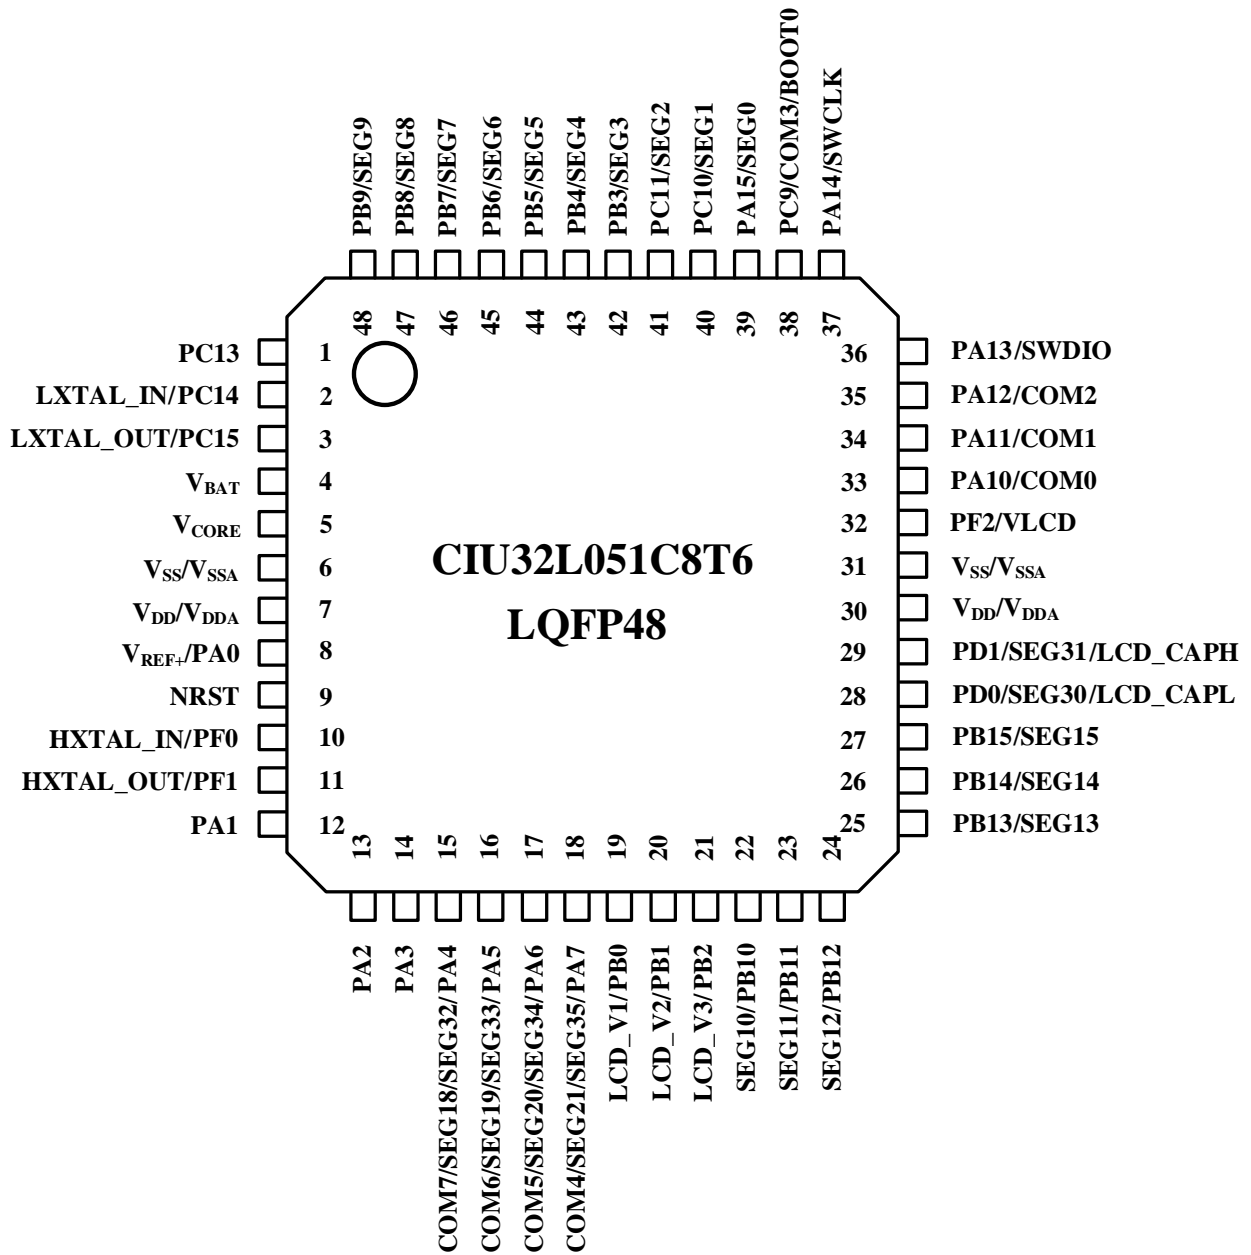 PB9/SEG9
PB8/SEG8
PB7/SEG7
PB6/SEG6
PB5/SEG5
PB4/SEG4
PB3/SEG3
PC11/SEG2
PC10/SEG1
PA15/SEG0
PC9/COM3/BOOT0
PA14/SWCLK
48
47
46
45
44
43
42
41
40
39
38
37
PC13 1
LXTAL_IN/PC14 2
LXTAL_OUT/PC15 3
VBAT 4
VCORE 5
VSS/VSSA 6
VDD/VDDA 7
VREF+/PA0 8
NRST 9
HXTAL_IN/PF0 10
HXTAL_OUT/PF1 11
PA1 12
CIU32L051C8T6
LQFP48
36 PA13/SWDIO
35 PA12/COM2
34 PA11/COM1
33 PA10/COM0
32 PF2/VLCD
31 VSS/VSSA
30 VDD/VDDA
29 PD1/SEG31/LCD_CAPH
28 PD0/SEG30/LCD_CAPL
27 PB15/SEG15
26 PB14/SEG14
25 PB13/SEG13
13
14
15
16
17
18
19
20
21
22
23
24
PA2
PA3
COM7/SEG18/SEG32/PA4
COM6/SEG19/SEG33/PA5
COM5/SEG20/SEG34/PA6
COM4/SEG21/SEG35/PA7
LCD_V1/PB0
LCD_V2/PB1
LCD_V3/PB2
SEG10/PB10
SEG11/PB11
SEG12/PB12